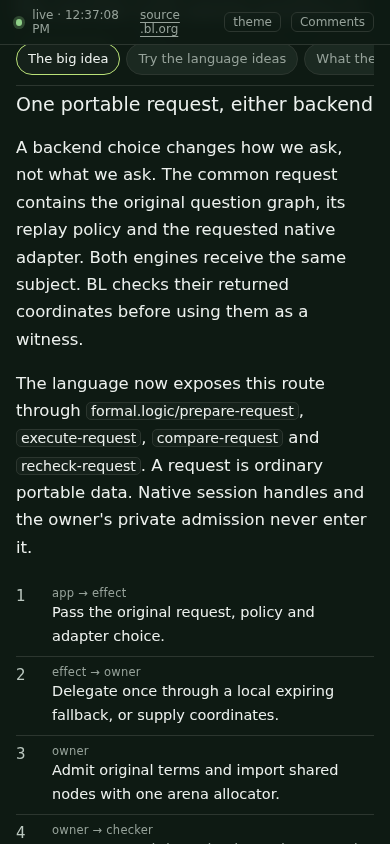 live · 12:37:08 PM
source .bl.org
theme
Comments
The big idea
Try the language ideas
What the
One portable request, either backend
A backend choice changes how we ask,
not what we ask. The common request
contains the original question graph, its
replay policy and the requested native
adapter. Both engines receive the same
subject. BL checks their returned
coordinates before using them as a
witness.
The language now exposes this route
through formal.logic/prepare-request,
execute-request, compare-request and
recheck-request. A request is ordinary
portable data. Native session handles and
the owner's private admission never enter
it.
1
app → effect
Pass the original request, policy and
adapter choice.
2
effect → owner
Delegate once through a local expiring
fallback, or supply coordinates.
3
owner
Admit original terms and import shared
nodes with one arena allocator.
4
owner → checker